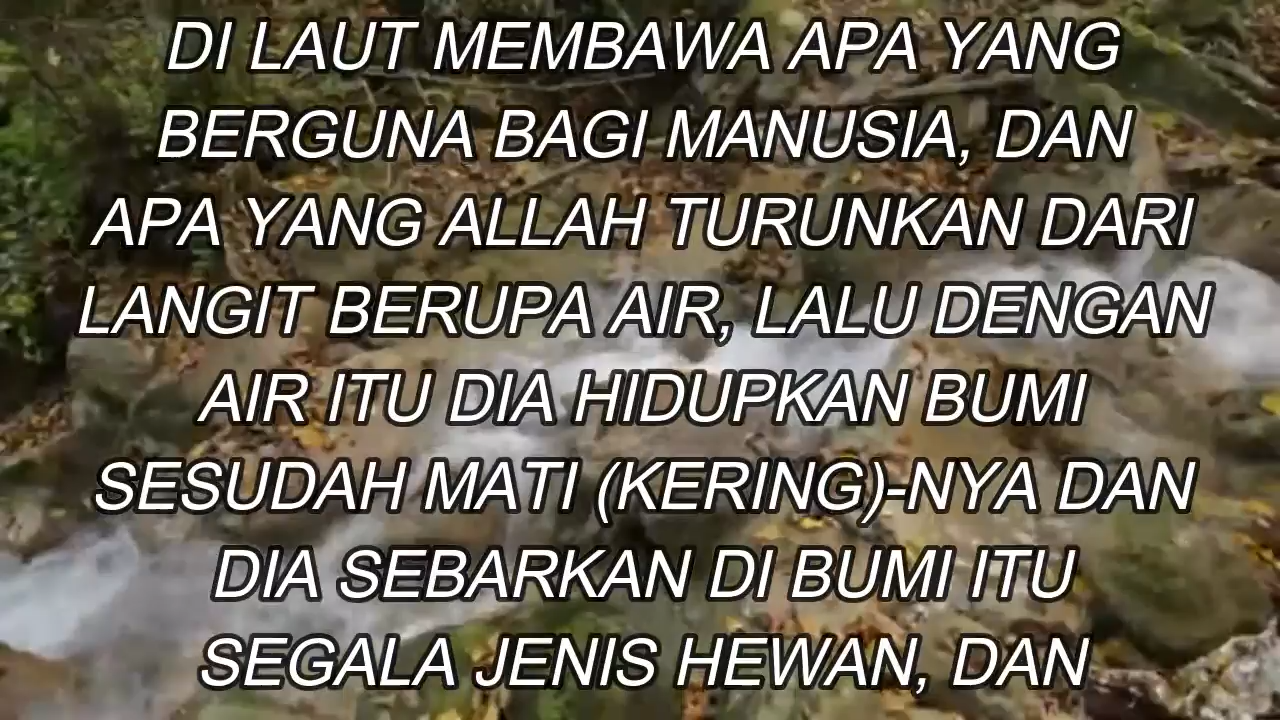 DI LAUT MEMBAWA APA YANG
BERGUNA BAGI MANUSIA, DAN
APA YANG ALLAH TURUNKAN DARI
LANGIT BERUPA AIR, LALU DENGAN
AIR ITU DIA HIDUPKAN BUMI
SESUDAH MATI (KERING)-NYA DAN
DIA SEBARKAN DI BUMI ITU
SEGALA JENIS HEWAN, DAN